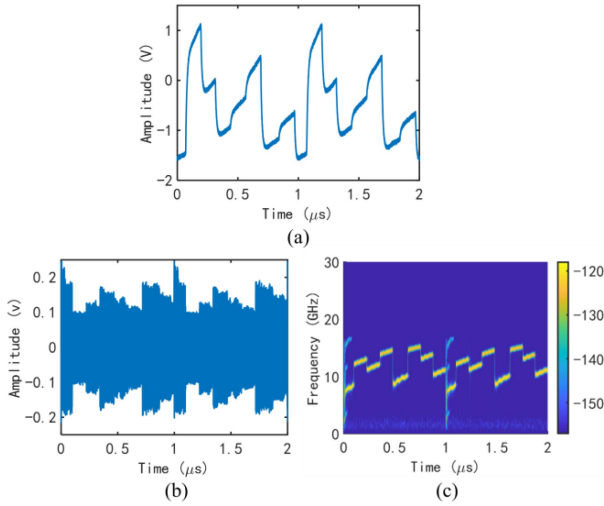 1
0
-1
-2
Amplitude (V)
0 0.5 1 1.5 2
Time (μs)
(a)
0.2
0.1
0
-0.1
-0.2
Amplitude (v)
0 0.5 1 1.5 2
Time (μs)
(b)
30
20
10
0
Frequency (GHz)
0 0.5 1 1.5 2
Time (μs)
-120
-130
-140
-150
(c)